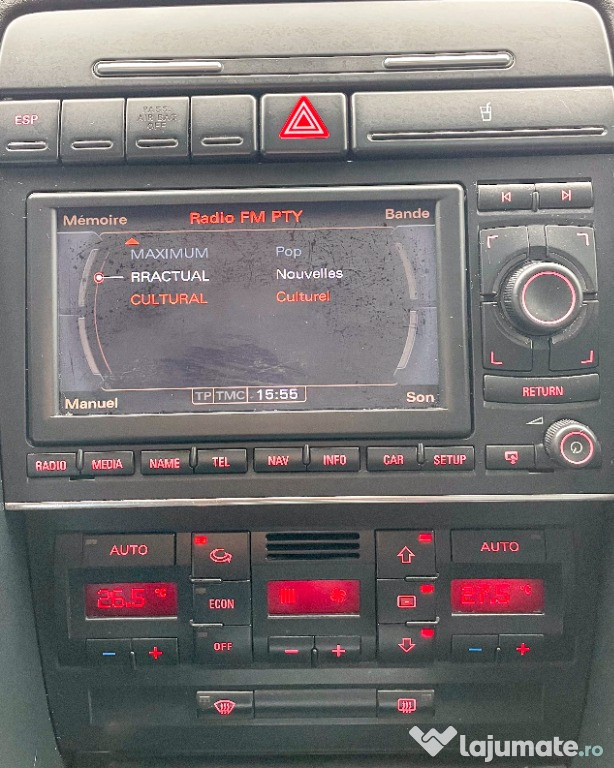 ESP
PASS
AIR BAG
OFF
Mémoire Radio FM PTY Bande
MAXIMUM Pop
RRACTUAL Nouvelles
CULTURAL Culturel
TP TMC 15:55
Manuel Son
RETURN
RADIO MEDIA NAME TEL NAV INFO CAR SETUP
AUTO AUTO
25.5 °C
ECON
OFF
lajumate.ro